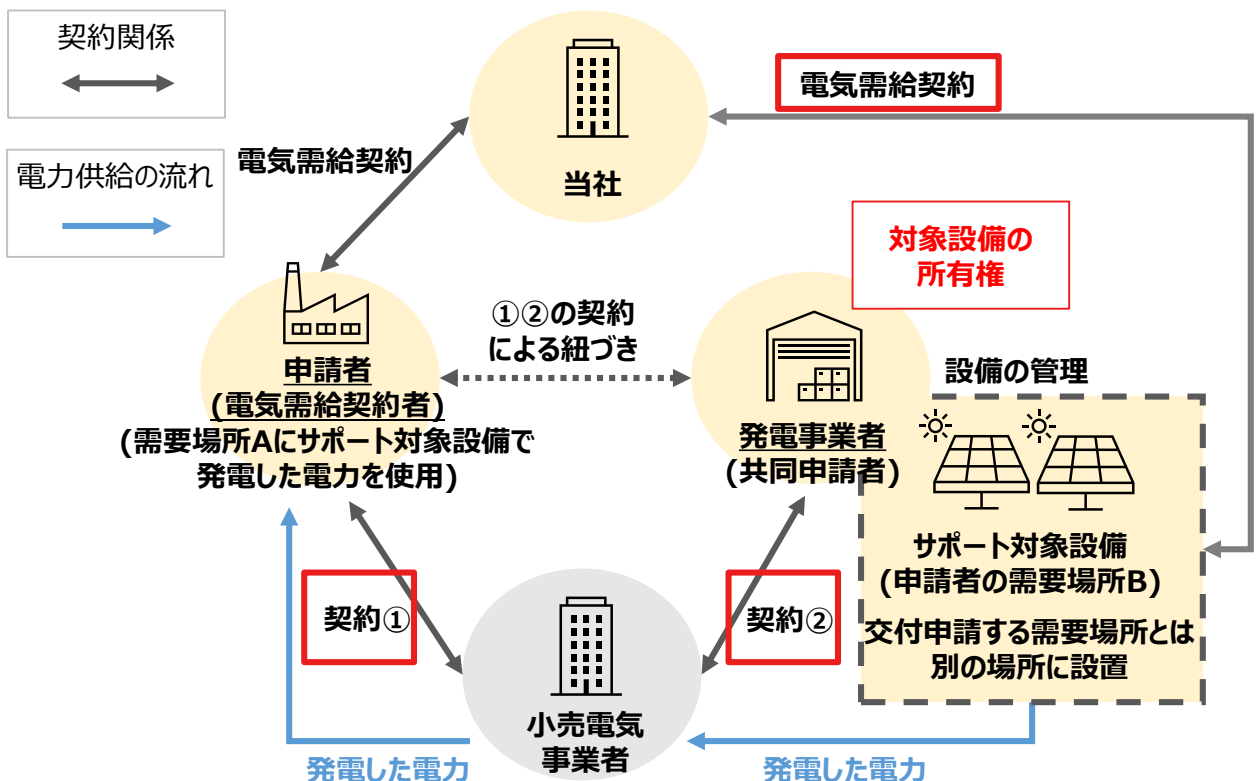 契約関係
電力供給の流れ
電気需給契約
当社
電気需給契約
対象設備の
所有権
申請者
(電気需給契約者)
(需要場所Aにサポート対象設備で
発電した電力を使用)
①②の契約
による紐づき
発電事業者
(共同申請者)
設備の管理
サポート対象設備
(申請者の需要場所B)
交付申請する需要場所とは
別の場所に設置
契約①
契約②
小売電気
事業者
発電した電力
発電した電力